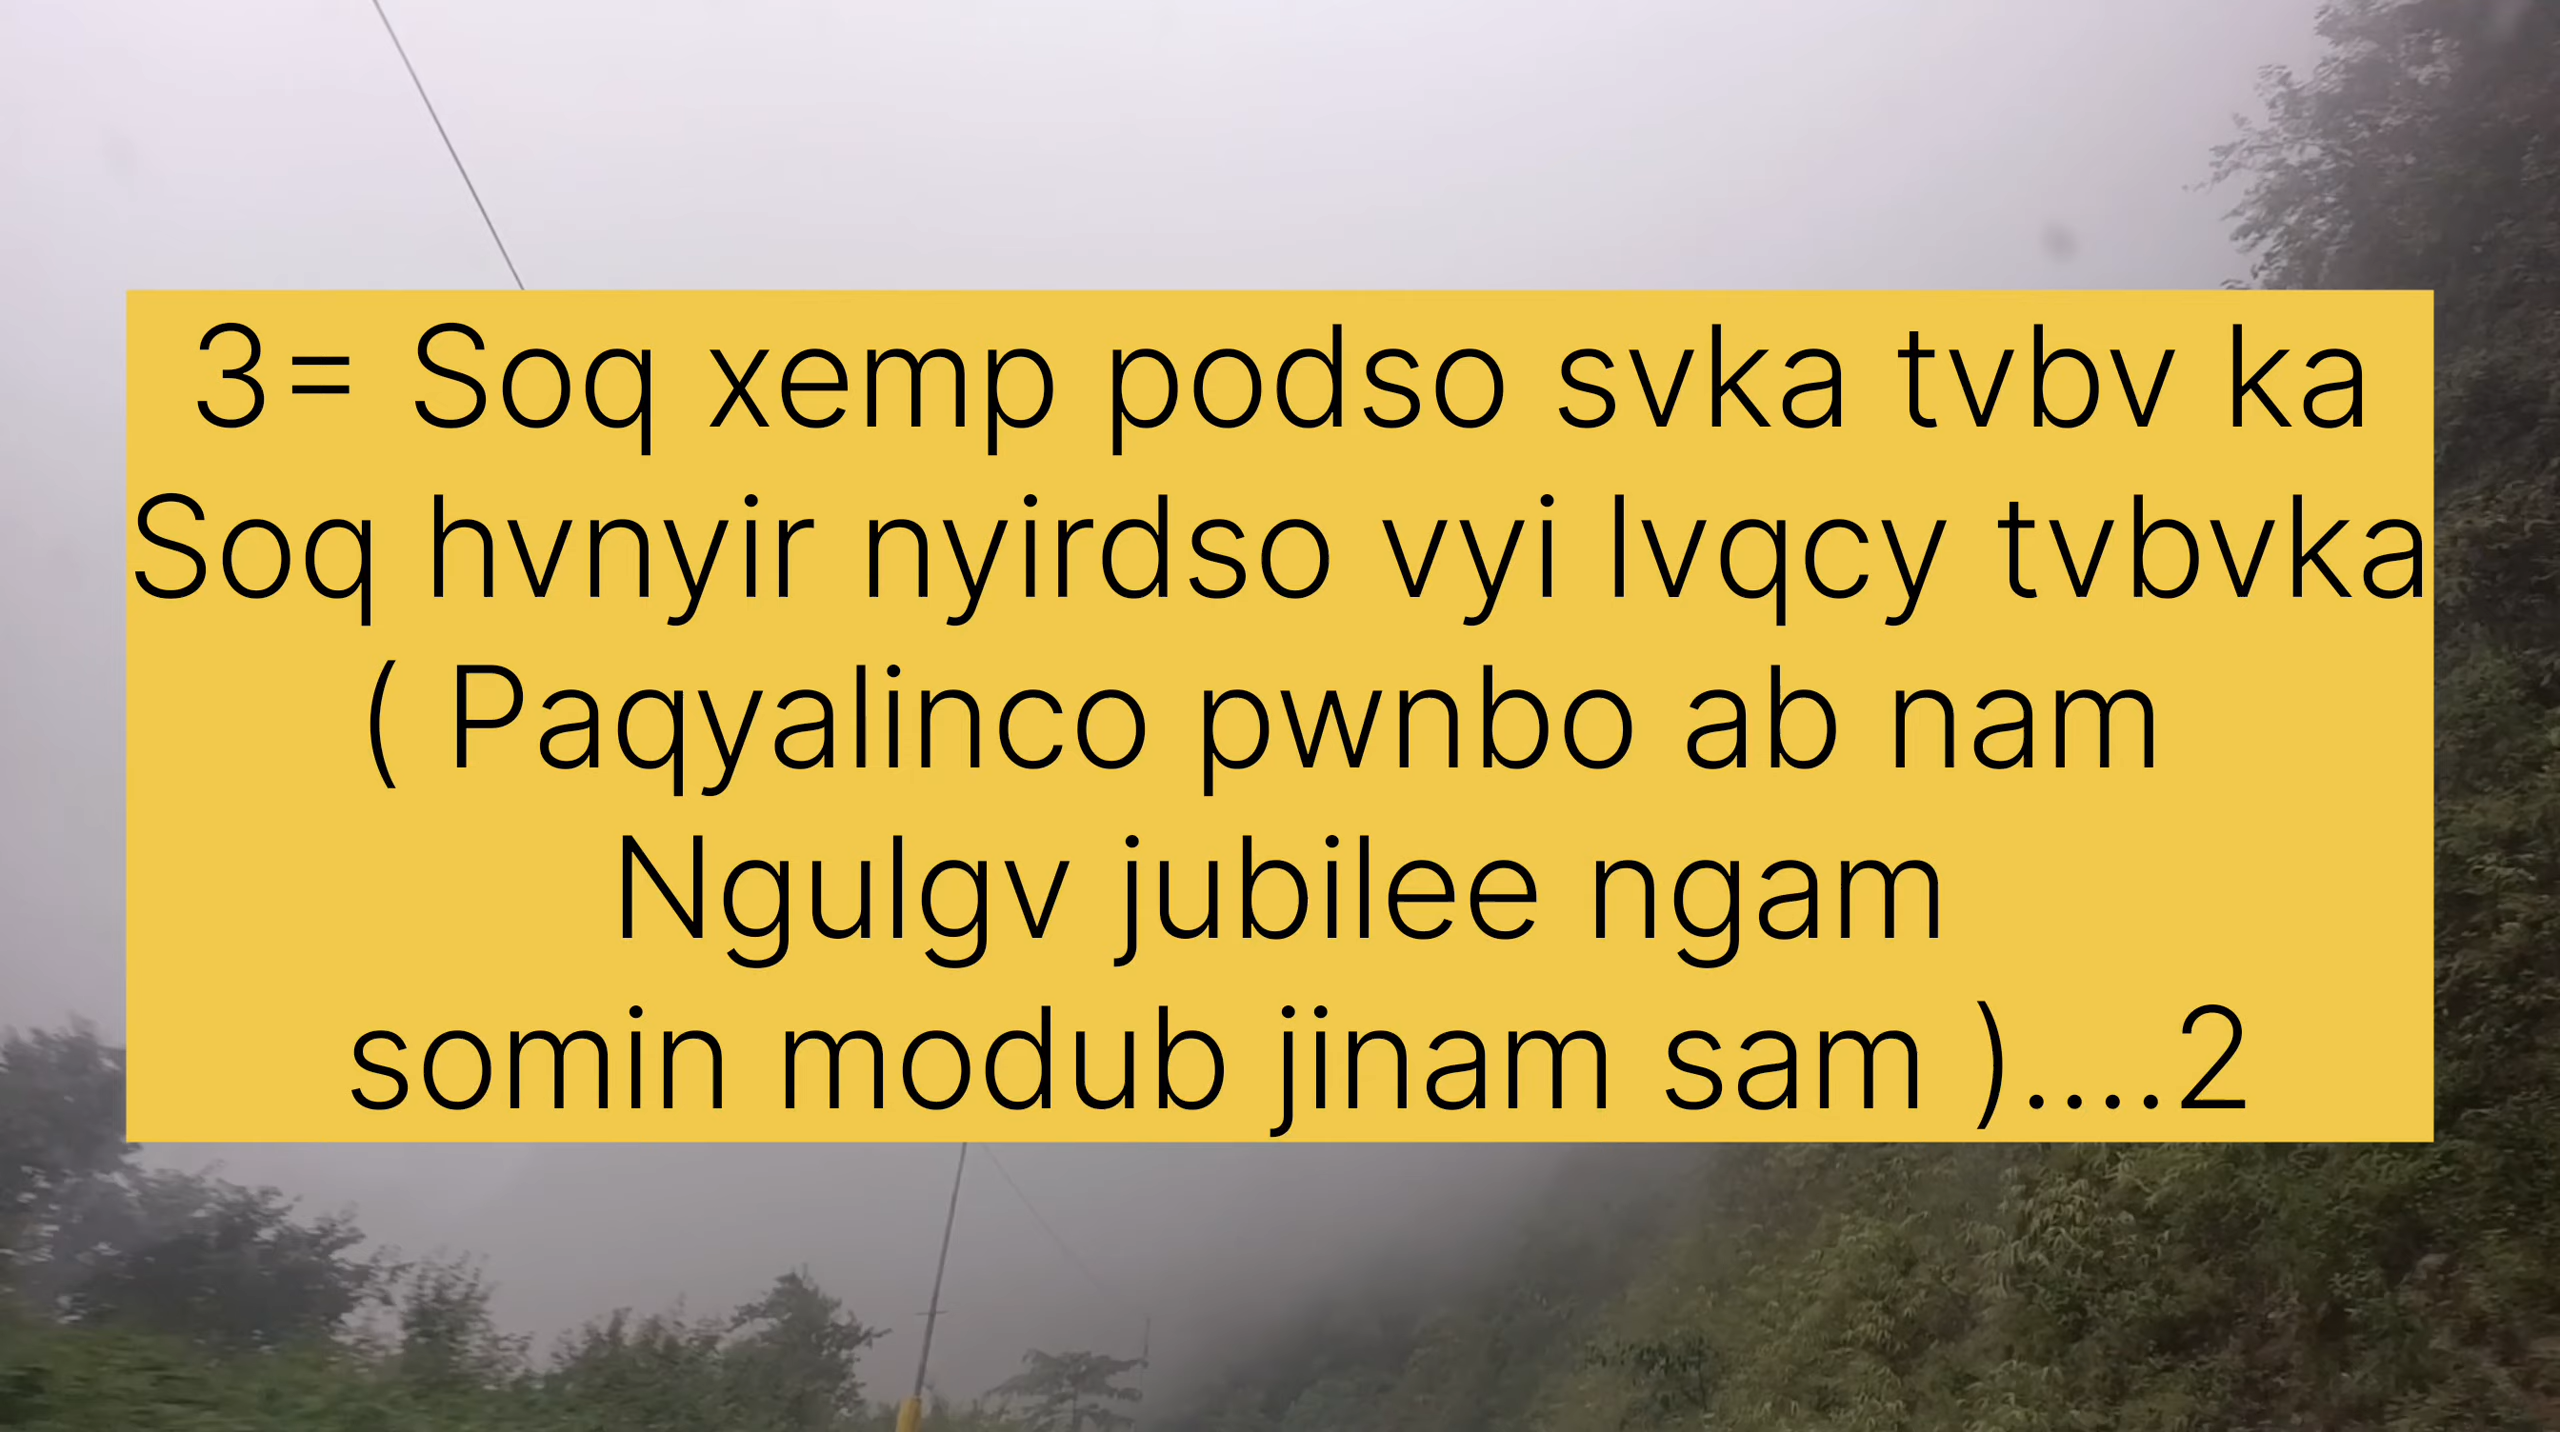 3= Soq xemp podso svka tvbv ka
Soq hvnyir nyirdso vyi lvqcy tvbvka
( Paqyalinco pwnbo ab nam
Ngulgv jubilee ngam
somin modub jinam sam )....2